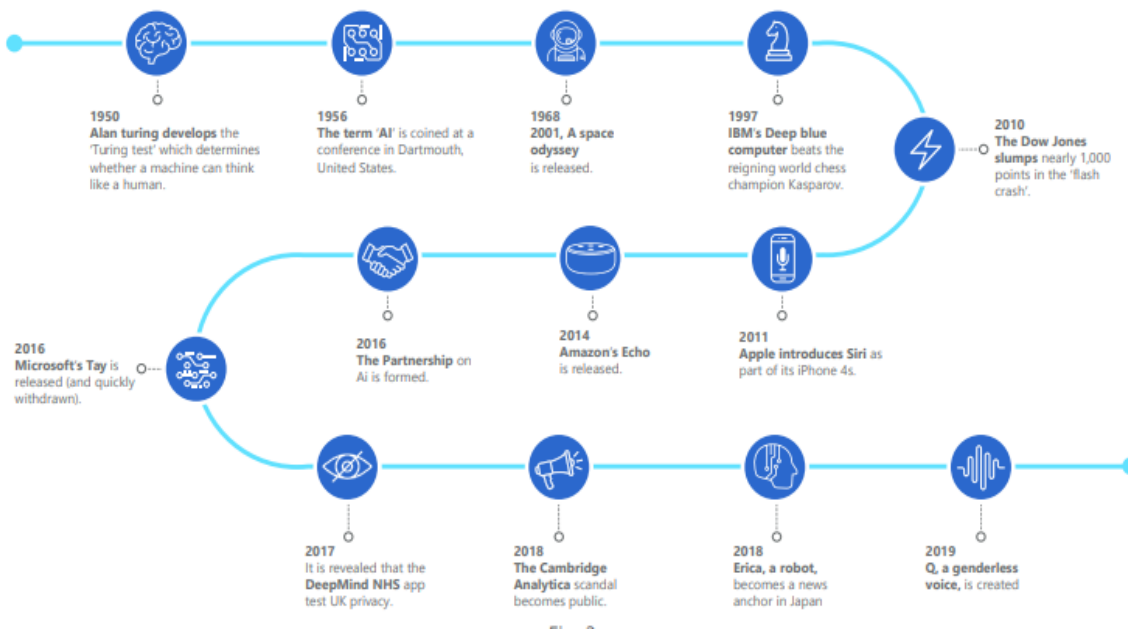 1950
Alan turing develops the
'Turing test' which determines
whether a machine can think
like a human.
1956
The term 'AI' is coined at a
conference in Dartmouth,
United States.
1968
2001, A space
odyssey
is released.
1997
IBM's Deep blue
computer beats the
reigning world chess
champion Kasparov.
2010
The Dow Jones
slumps nearly 1,000
points in the 'flash
crash'.
2011
Apple introduces Siri as
part of its iPhone 4s.
2014
Amazon's Echo
is released.
2016
The Partnership on
Ai is formed.
2016
Microsoft's Tay is
released (and quickly
withdrawn).
2017
It is revealed that the
DeepMind NHS app
test UK privacy.
2018
The Cambridge
Analytica scandal
becomes public.
2018
Erica, a robot,
becomes a news
anchor in Japan
2019
Q, a genderless
voice, is created